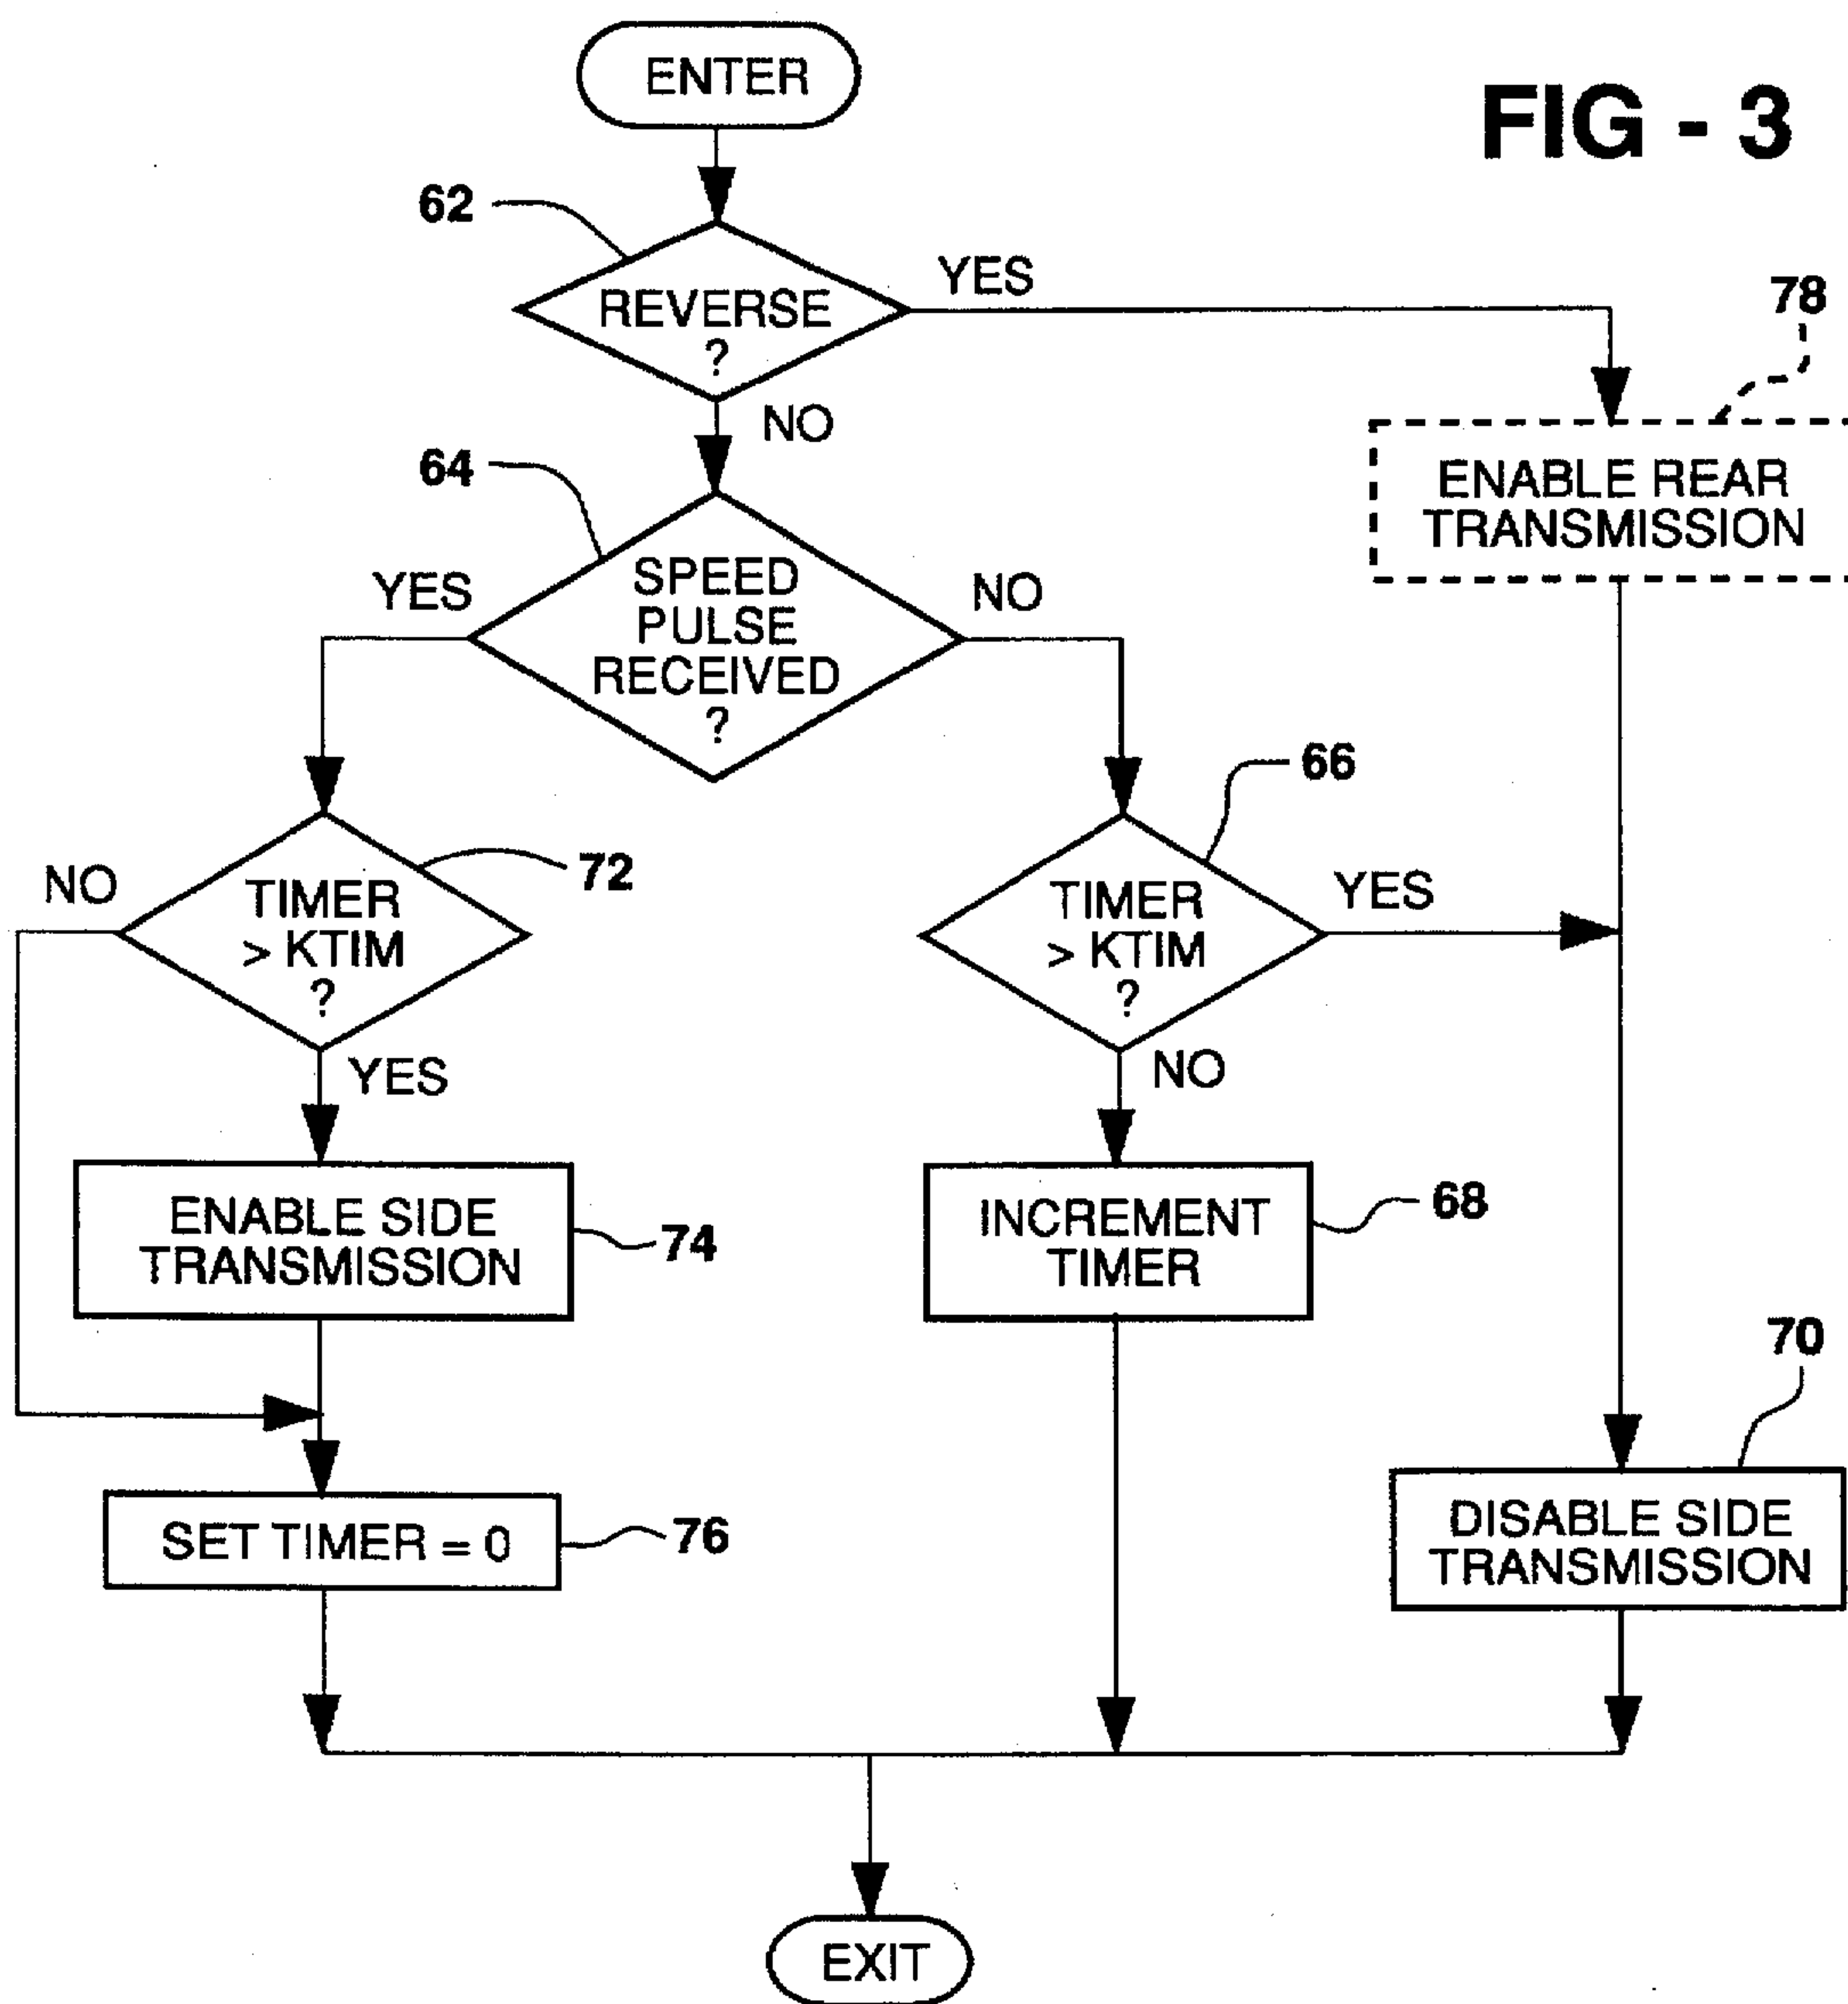 ENTER
FIG - 3
62
REVERSE
?
YES
NO
78
ENABLE REAR
TRANSMISSION
64
SPEED
PULSE
RECEIVED
?
YES
NO
66
72
TIMER
> KTIM
?
NO
YES
TIMER
> KTIM
?
YES
NO
ENABLE SIDE
TRANSMISSION
74
INCREMENT
TIMER
68
70
SET TIMER = 0
76
DISABLE SIDE
TRANSMISSION
EXIT